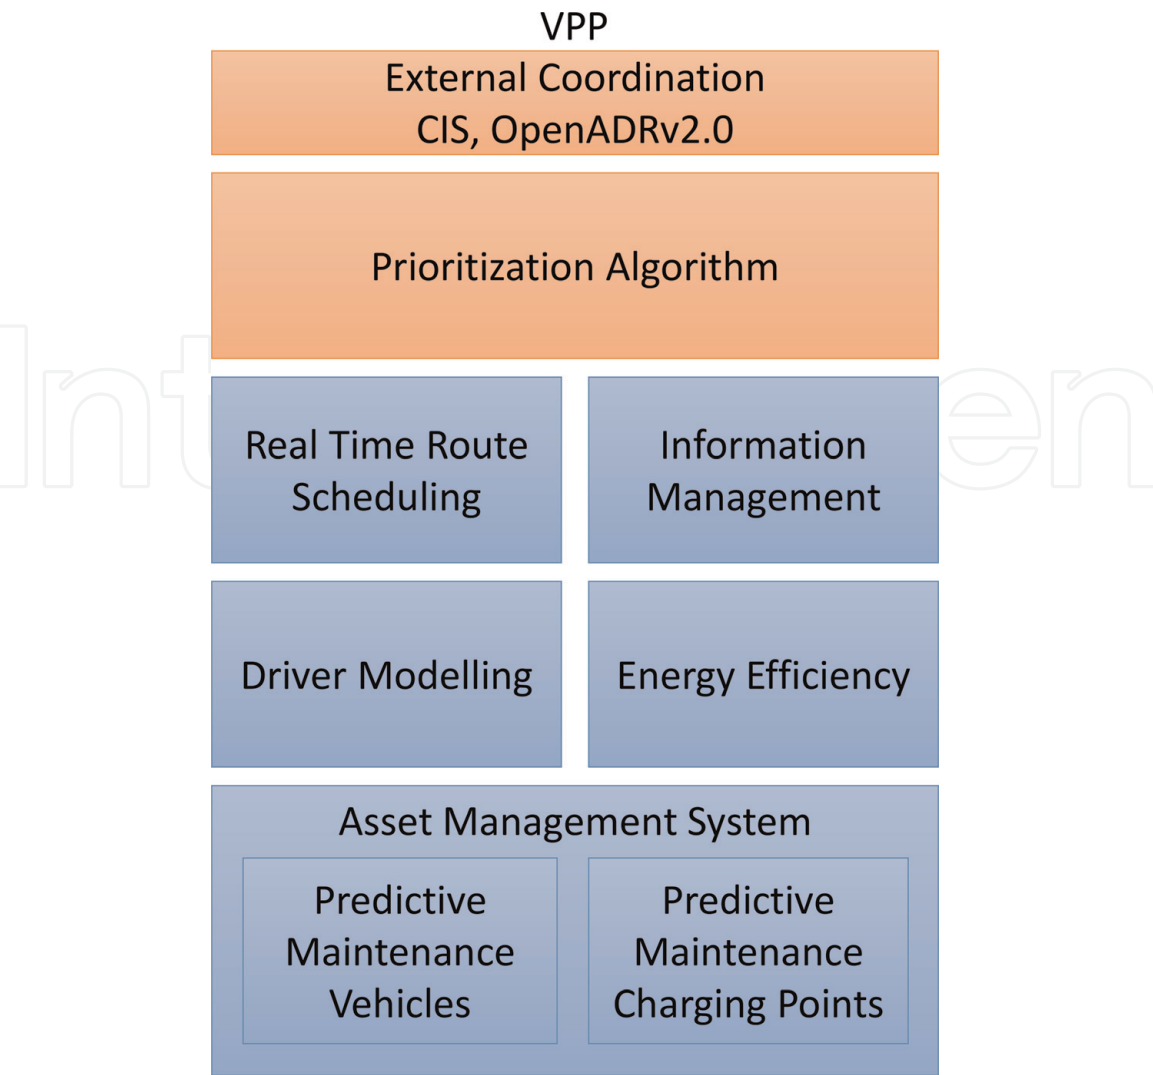 VPP
External Coordination
CIS, OpenADRv2.0
Prioritization Algorithm
Real Time Route
Scheduling
Information
Management
Driver Modelling
Energy Efficiency
Asset Management System
Predictive
Maintenance
Vehicles
Predictive
Maintenance
Charging Points